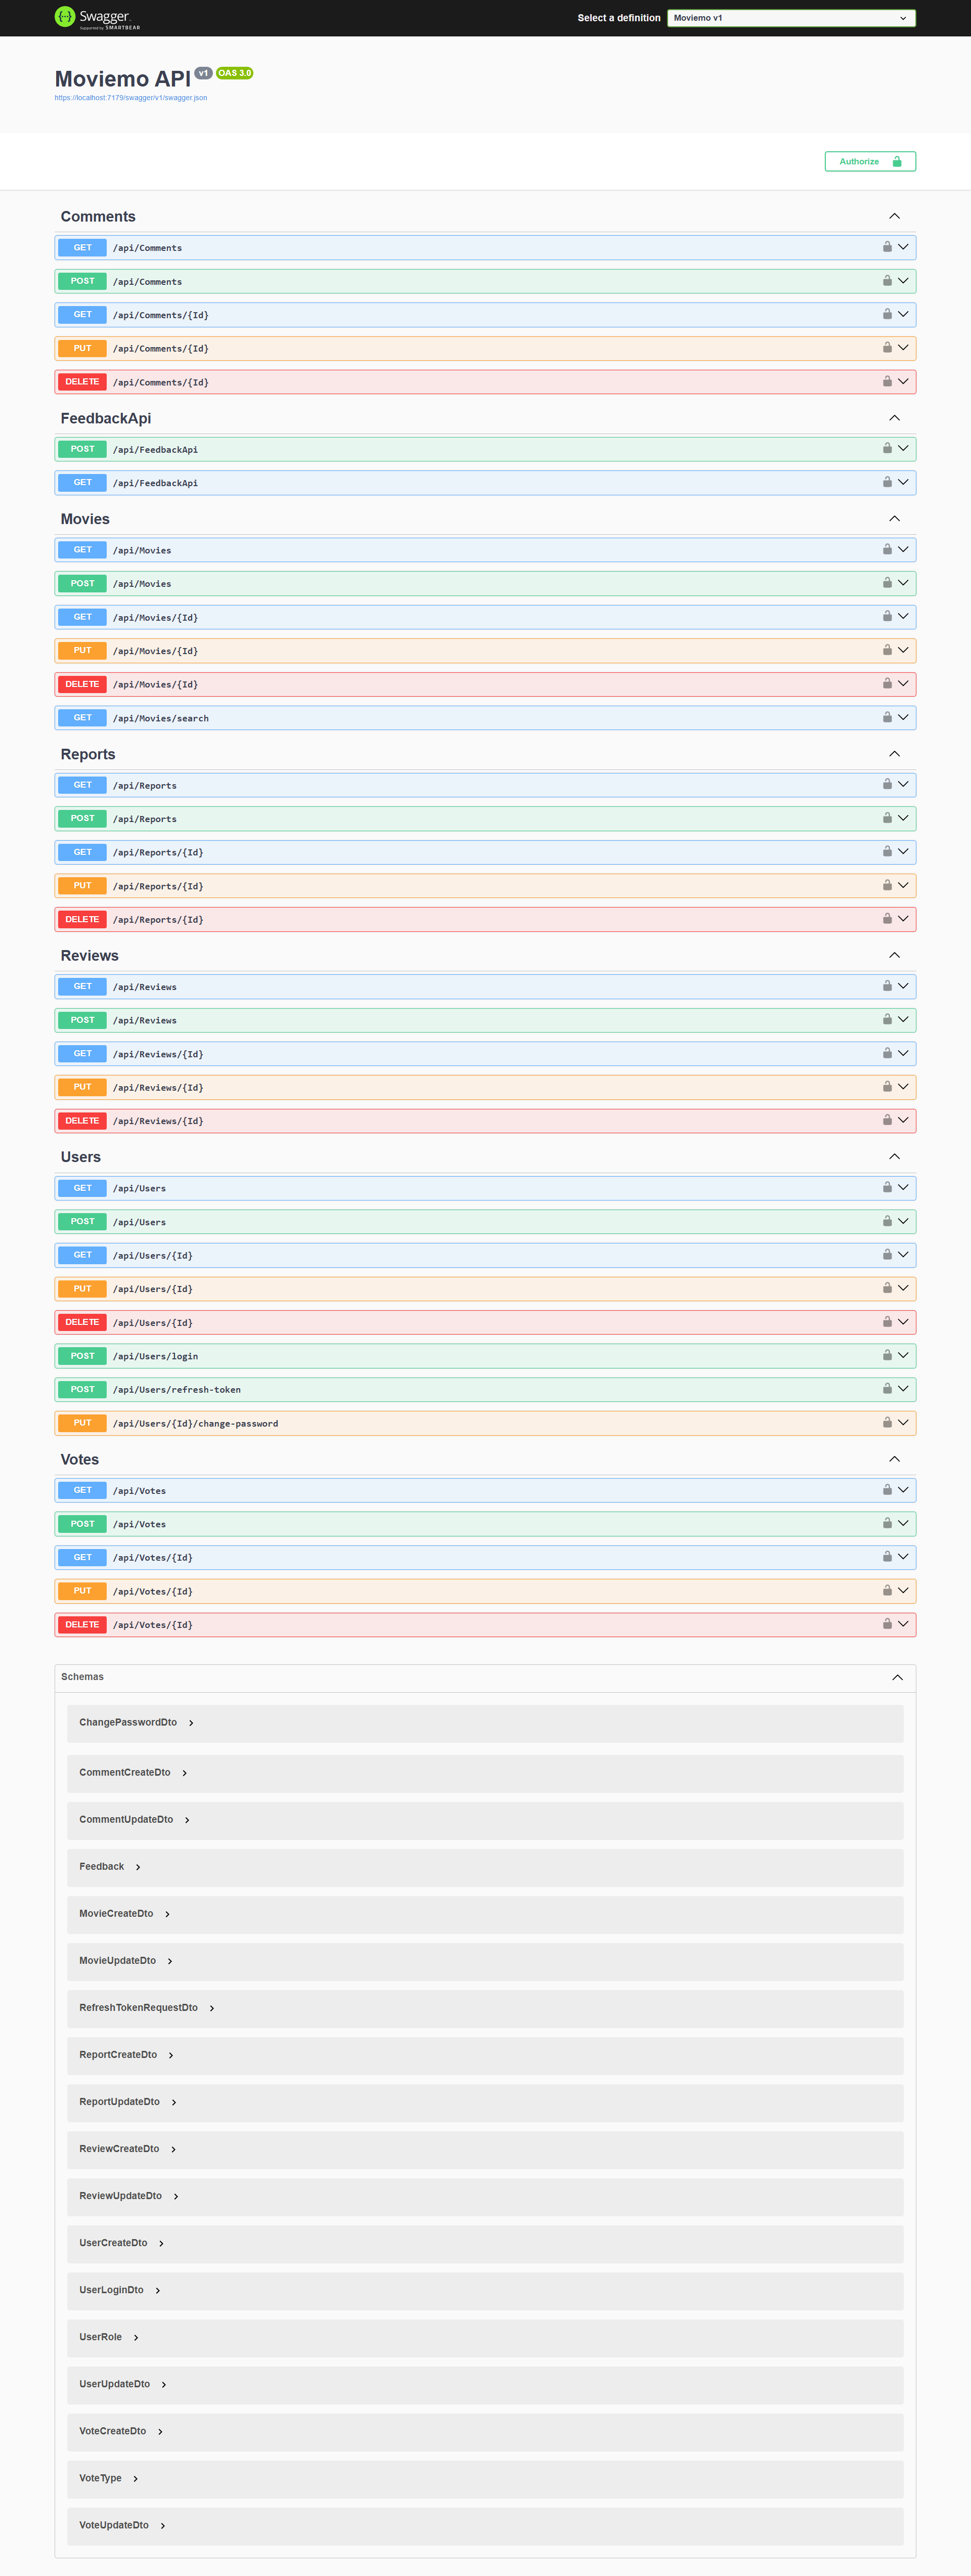 Swagger
Supported by SMARTBEAR
Select a definition
Moviemo v1
Moviemo API v1 OAS 3.0
https://localhost:7179/swagger/v1/swagger.json
Authorize
Comments
GET /api/Comments
POST /api/Comments
GET /api/Comments/{Id}
PUT /api/Comments/{Id}
DELETE /api/Comments/{Id}
FeedbackApi
POST /api/FeedbackApi
GET /api/FeedbackApi
Movies
GET /api/Movies
POST /api/Movies
GET /api/Movies/{Id}
PUT /api/Movies/{Id}
DELETE /api/Movies/{Id}
GET /api/Movies/search
Reports
GET /api/Reports
POST /api/Reports
GET /api/Reports/{Id}
PUT /api/Reports/{Id}
DELETE /api/Reports/{Id}
Reviews
GET /api/Reviews
POST /api/Reviews
GET /api/Reviews/{Id}
PUT /api/Reviews/{Id}
DELETE /api/Reviews/{Id}
Users
GET /api/Users
POST /api/Users
GET /api/Users/{Id}
PUT /api/Users/{Id}
DELETE /api/Users/{Id}
POST /api/Users/login
POST /api/Users/refresh-token
PUT /api/Users/{Id}/change-password
Votes
GET /api/Votes
POST /api/Votes
GET /api/Votes/{Id}
PUT /api/Votes/{Id}
DELETE /api/Votes/{Id}
Schemas
ChangePasswordDto
CommentCreateDto
CommentUpdateDto
Feedback
MovieCreateDto
MovieUpdateDto
RefreshTokenRequestDto
ReportCreateDto
ReportUpdateDto
ReviewCreateDto
ReviewUpdateDto
UserCreateDto
UserLoginDto
UserRole
UserUpdateDto
VoteCreateDto
VoteType
VoteUpdateDto